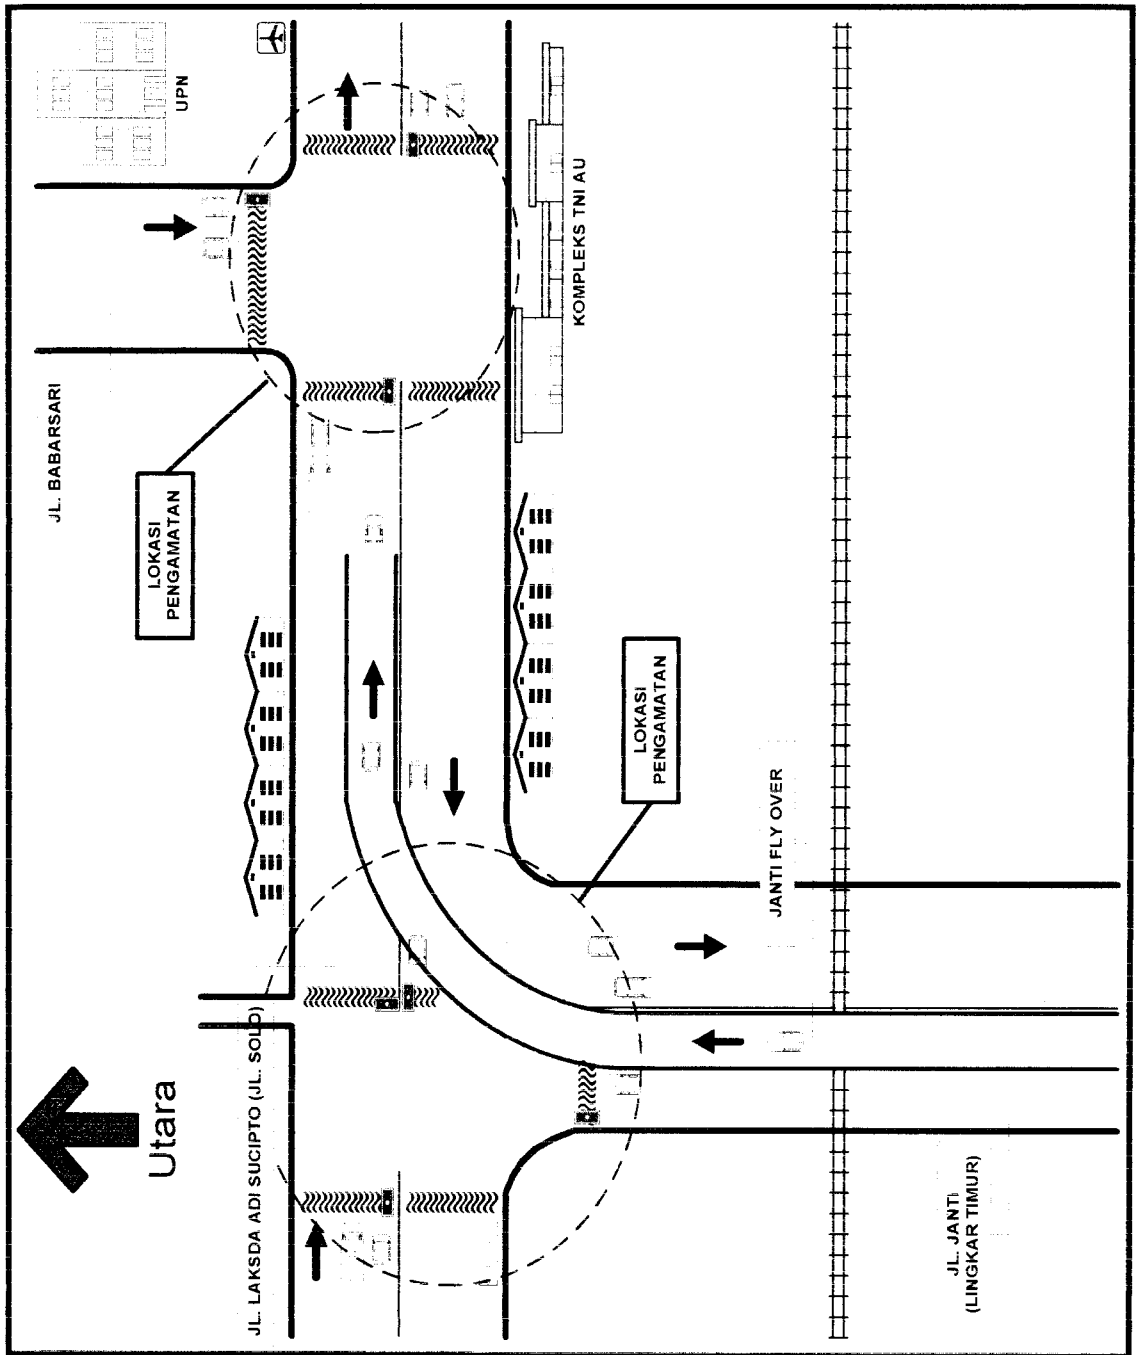 UPN
JL. BABARSARI
LOKASI
PENGAMATAN
KOMPLEKS TNI AU
LOKASI
PENGAMATAN
JANTI FLY OVER
JL. LAKSDA ADI SUCIPTO (JL. SOLO)
Utara
JL. JANTI
(LINGKAR TIMUR)